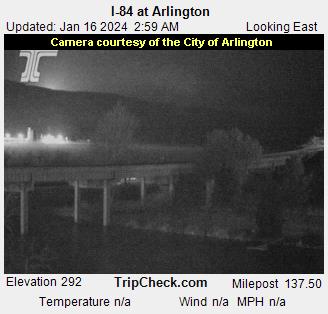 I-84 at Arlington
Updated: Jan 16 2024 2:59 AM Looking East
Camera courtesy of the City of Arlington
Elevation 292 TripCheck.com Milepost 137.50
Temperature n/a Wind n/a MPH n/a